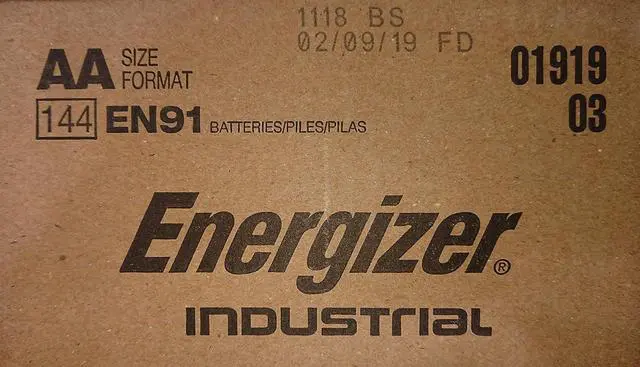 1118 BS
02/09/19 FD
AA SIZE FORMAT
01919
03
144 EN91 BATTERIES/PILES/PILAS
Energizer®
INDUSTRIAL